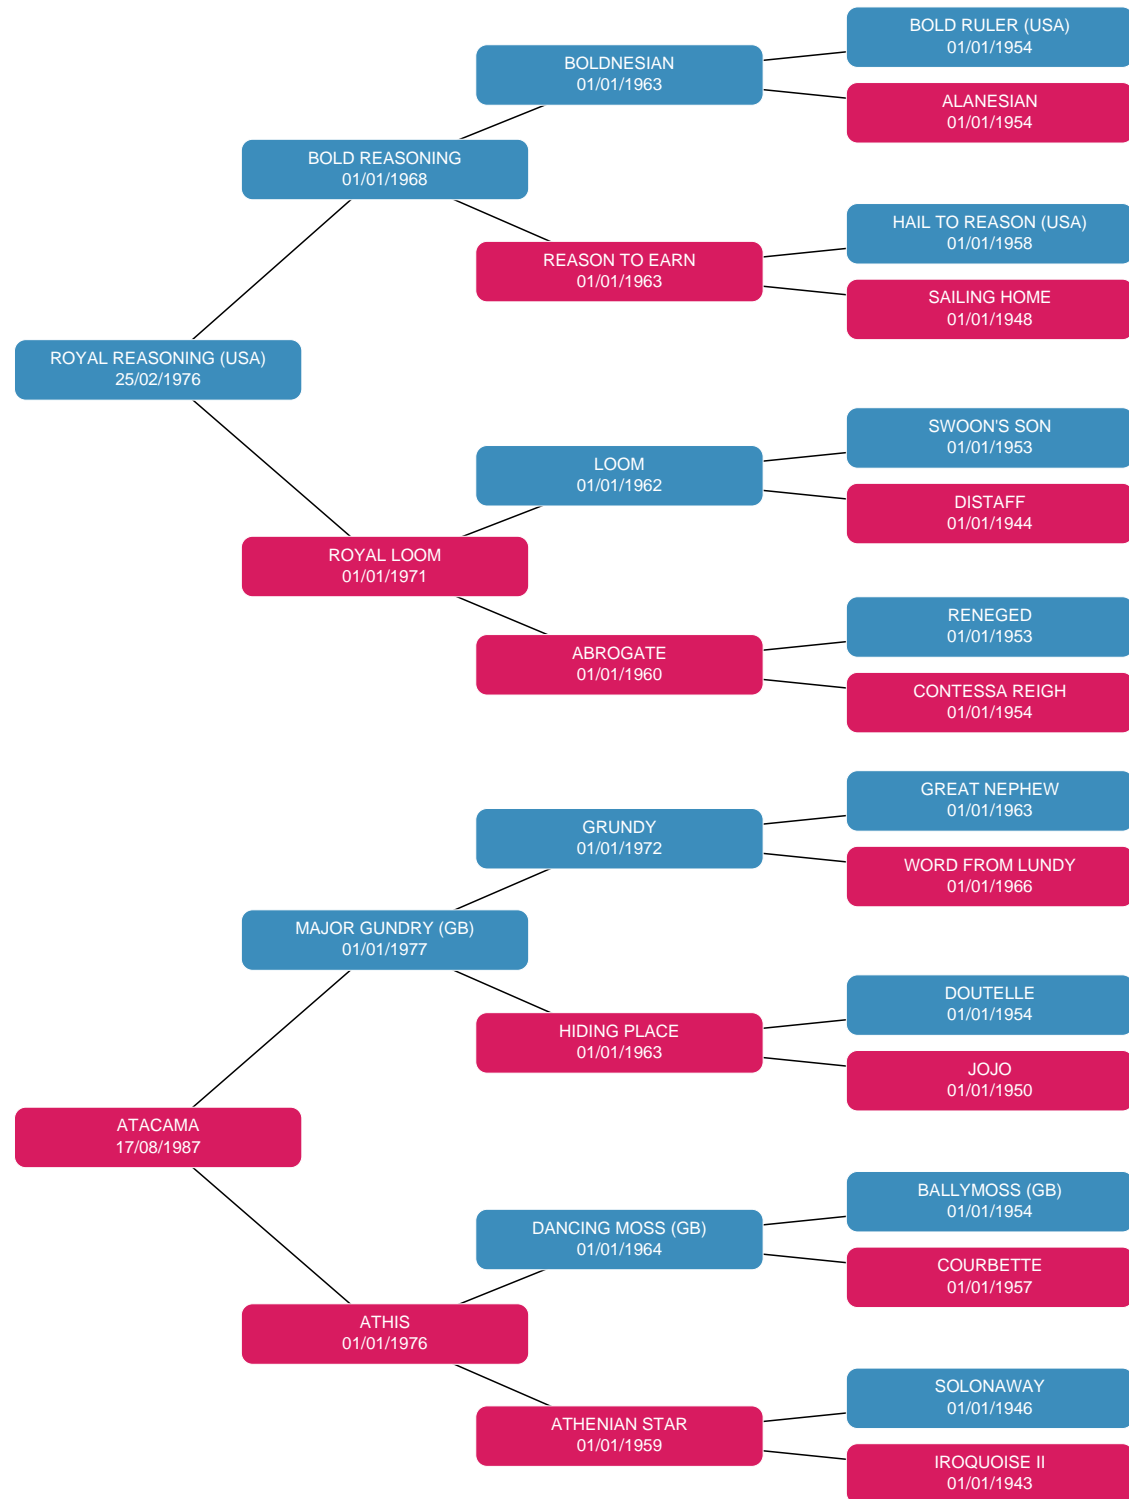 BOLD RULER (USA)
01/01/1954
BOLDNESIAN
01/01/1963
ALANESIAN
01/01/1954
BOLD REASONING
01/01/1968
HAIL TO REASON (USA)
01/01/1958
REASON TO EARN
01/01/1963
SAILING HOME
01/01/1948
ROYAL REASONING (USA)
25/02/1976
SWOON'S SON
01/01/1953
LOOM
01/01/1962
DISTAFF
01/01/1944
ROYAL LOOM
01/01/1971
RENEGED
01/01/1953
ABROGATE
01/01/1960
CONTESSA REIGH
01/01/1954
GREAT NEPHEW
01/01/1963
GRUNDY
01/01/1972
WORD FROM LUNDY
01/01/1966
MAJOR GUNDRY (GB)
01/01/1977
DOUTELLE
01/01/1954
HIDING PLACE
01/01/1963
JOJO
01/01/1950
ATACAMA
17/08/1987
BALLYMOSS (GB)
01/01/1954
DANCING MOSS (GB)
01/01/1964
COURBETTE
01/01/1957
ATHIS
01/01/1976
SOLONAWAY
01/01/1946
ATHENIAN STAR
01/01/1959
IROQUOISE II
01/01/1943